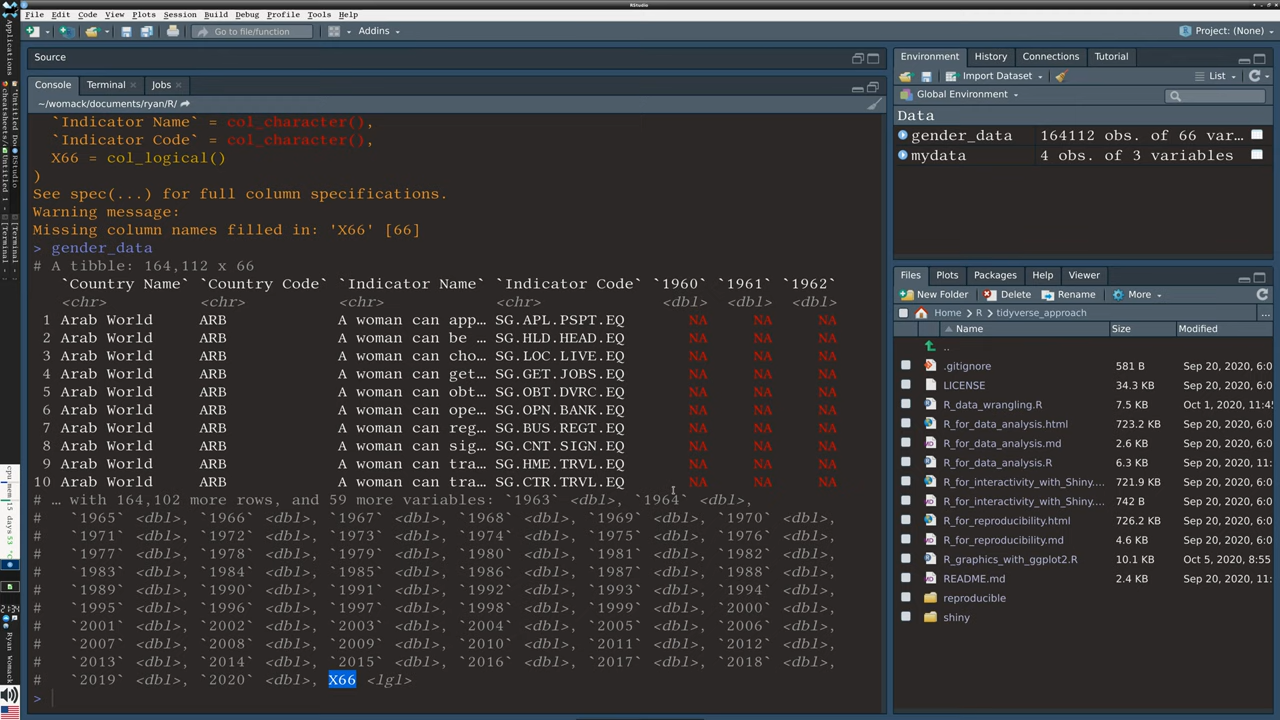 RStudio
File Edit Code View Plots Session Build Debug Profile Tools Help
Go to file/function
Addins
Project: (None)
Source
Console Terminal Jobs
~/womack/documents/ryan/R/
`Indicator Name` = col_character(),
`Indicator Code` = col_character(),
X66 = col_logical()
)
See spec(...) for full column specifications.
Warning message:
Missing column names filled in: 'X66' [66]
> gender_data
# A tibble: 164,112 x 66
`Country Name` `Country Code` `Indicator Name` `Indicator Code` `1960` `1961` `1962`
<chr> <chr> <chr> <chr> <dbl> <dbl> <dbl>
1 Arab World ARB A woman can app… SG.APL.PSPT.EQ NA NA NA
2 Arab World ARB A woman can be … SG.HLD.HEAD.EQ NA NA NA
3 Arab World ARB A woman can cho… SG.LOC.LIVE.EQ NA NA NA
4 Arab World ARB A woman can get… SG.GET.JOBS.EQ NA NA NA
5 Arab World ARB A woman can obt… SG.OBT.DVRC.EQ NA NA NA
6 Arab World ARB A woman can ope… SG.OPN.BANK.EQ NA NA NA
7 Arab World ARB A woman can reg… SG.BUS.REGT.EQ NA NA NA
8 Arab World ARB A woman can sig… SG.CNT.SIGN.EQ NA NA NA
9 Arab World ARB A woman can tra… SG.HME.TRVL.EQ NA NA NA
10 Arab World ARB A woman can tra… SG.CTR.TRVL.EQ NA NA NA
# … with 164,102 more rows, and 59 more variables: `1963` <dbl>, `1964` <dbl>,
# `1965` <dbl>, `1966` <dbl>, `1967` <dbl>, `1968` <dbl>, `1969` <dbl>, `1970` <dbl>,
# `1971` <dbl>, `1972` <dbl>, `1973` <dbl>, `1974` <dbl>, `1975` <dbl>, `1976` <dbl>,
# `1977` <dbl>, `1978` <dbl>, `1979` <dbl>, `1980` <dbl>, `1981` <dbl>, `1982` <dbl>,
# `1983` <dbl>, `1984` <dbl>, `1985` <dbl>, `1986` <dbl>, `1987` <dbl>, `1988` <dbl>,
# `1989` <dbl>, `1990` <dbl>, `1991` <dbl>, `1992` <dbl>, `1993` <dbl>, `1994` <dbl>,
# `1995` <dbl>, `1996` <dbl>, `1997` <dbl>, `1998` <dbl>, `1999` <dbl>, `2000` <dbl>,
# `2001` <dbl>, `2002` <dbl>, `2003` <dbl>, `2004` <dbl>, `2005` <dbl>, `2006` <dbl>,
# `2007` <dbl>, `2008` <dbl>, `2009` <dbl>, `2010` <dbl>, `2011` <dbl>, `2012` <dbl>,
# `2013` <dbl>, `2014` <dbl>, `2015` <dbl>, `2016` <dbl>, `2017` <dbl>, `2018` <dbl>,
# `2019` <dbl>, `2020` <dbl>, X66 <lgl>
>
Environment History Connections Tutorial
Import Dataset List
Global Environment
Data
gender_data 164112 obs. of 66 var…
mydata 4 obs. of 3 variables
Files Plots Packages Help Viewer
New Folder Delete Rename More
Home R tidyverse_approach ...
Name Size Modified
..
.gitignore 581 B Sep 20, 2020, 6:0
LICENSE 34.3 KB Sep 20, 2020, 6:0
R_data_wrangling.R 7.5 KB Oct 1, 2020, 11:4
R_for_data_analysis.html 723.2 KB Sep 20, 2020, 6:0
R_for_data_analysis.md 2.6 KB Sep 20, 2020, 6:0
R_for_data_analysis.R 6.3 KB Sep 20, 2020, 6:0
R_for_interactivity_with_Shiny.... 721.9 KB Sep 20, 2020, 6:0
R_for_interactivity_with_Shiny.... 742 B Sep 20, 2020, 6:0
R_for_reproducibility.html 726.2 KB Sep 20, 2020, 6:0
R_for_reproducibility.md 4.6 KB Sep 20, 2020, 6:0
R_graphics_with_ggplot2.R 10.1 KB Oct 5, 2020, 8:55
README.md 2.4 KB Sep 20, 2020, 11:
reproducible
shiny
Applications
RStudio
[Terminal
[Terminal
Ryan Womack